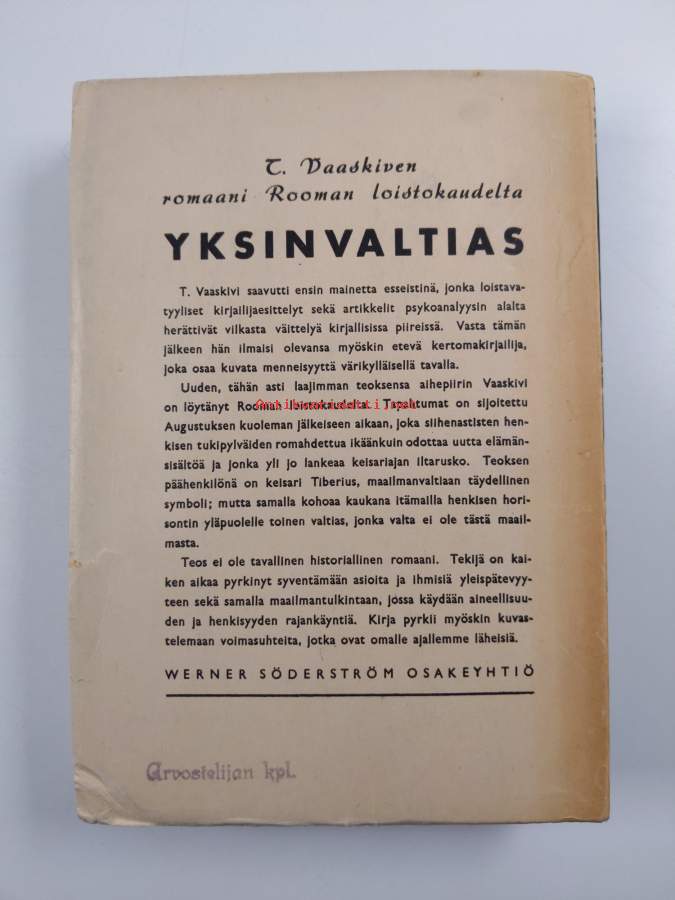 T. Vaaskiven
romaani Rooman loistokaudelta
YKSINVALTIAS
T. Vaaskivi saavutti ensin mainetta esseistinä, jonka loistava-
tyyliset kirjailijaesittelyt sekä artikkelit psykoanalyysin alalta
herättivät vilkasta väittelyä kirjallisissa piireissä. Vasta tämän
jälkeen hän ilmaisi olevansa myöskin etevä kertomakirjailija,
joka osaa kuvata menneisyyttä värikylläisellä tavalla.
Uuden, tähän asti laajimman teoksensa aihepiirin Vaaskivi
on löytänyt Rooman loistokaudelta. Tapahtumat on sijoitettu
Augustuksen kuoleman jälkeiseen aikaan, joka siihenastisten hen-
kisen tukipylväiden romahdettua ikäänkuin odottaa uutta elämän-
sisältöä ja jonka yli jo lankeaa keisariajan iltarusko. Teoksen
päähenkilönä on keisari Tiberius, maailmanvaltiaan täydellinen
symboli; mutta samalla kohoaa kaukana itämailla henkisen hori-
sontin yläpuolelle toinen valtias, jonka valta ei ole tästä maail-
masta.
Teos ei ole tavallinen historiallinen romaani. Tekijä on kai-
ken aikaa pyrkinyt syventämään asioita ja ihmisiä yleispätevyy-
teen sekä samalla maailmantulkintaan, jossa käydään aineellisuu-
den ja henkisyyden rajankäyntiä. Kirja pyrkii myöskin kuvas-
telemaan voimasuhteita, jotka ovat omalle ajallemme läheisiä.
WERNER SÖDERSTRÖM OSAKEYHTIÖ
Arvostelijan kpl.